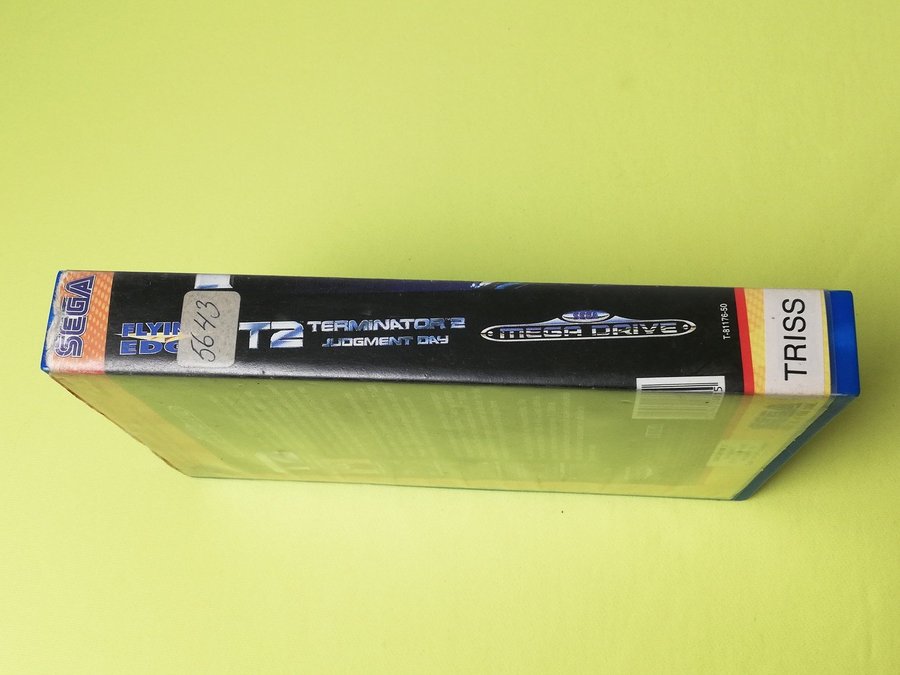 SEGA
FLYIN
EDG
5643
T2
TERMINATOR 2
JUDGMENT DAY
SEGA
MEGA DRIVE
T-81176-50
TRISS